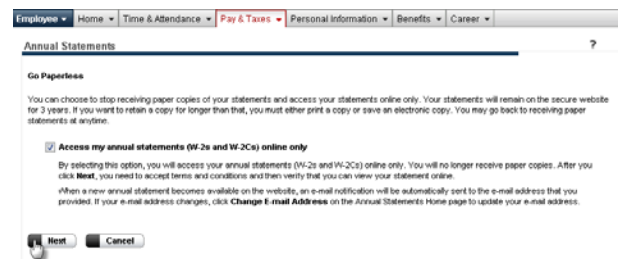 Employee Home Time & Attendance Pay & Taxes Personal Information Benefits Career
Annual Statements ?
Go Paperless
You can choose to stop receiving paper copies of your statements and access your statements online only. Your statements will remain on the secure website
for 3 years. If you want to retain a copy for longer than that, you must either print a copy or save an electronic copy. You may go back to receiving paper
statements at anytime.
Access my annual statements (W-2s and W-2Cs) online only
By selecting this option, you will access your annual statements (W-2s and W-2Cs) online only. You will no longer receive paper copies. After you
click Next, you need to accept terms and conditions and then verify that you can view your statement online.
When a new annual statement becomes available on the website, an e-mail notification will be automatically sent to the e-mail address that you
provided. If your e-mail address changes, click Change E-mail Address on the Annual Statements Home page to update your e-mail address.
Next Cancel